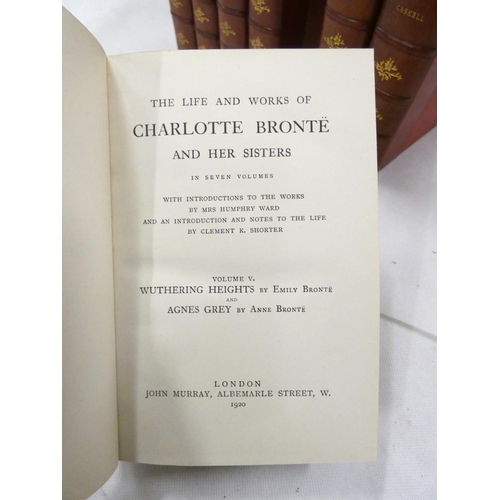 GASKELL
THE LIFE AND WORKS OF
CHARLOTTE BRONTË
AND HER SISTERS
IN SEVEN VOLUMES
WITH INTRODUCTIONS TO THE WORKS
BY MRS HUMPHRY WARD
AND AN INTRODUCTION AND NOTES TO THE LIFE
BY CLEMENT K. SHORTER
VOLUME V.
WUTHERING HEIGHTS BY EMILY BRONTË
AND
AGNES GREY BY ANNE BRONTË
LONDON
JOHN MURRAY, ALBEMARLE STREET, W.
1920